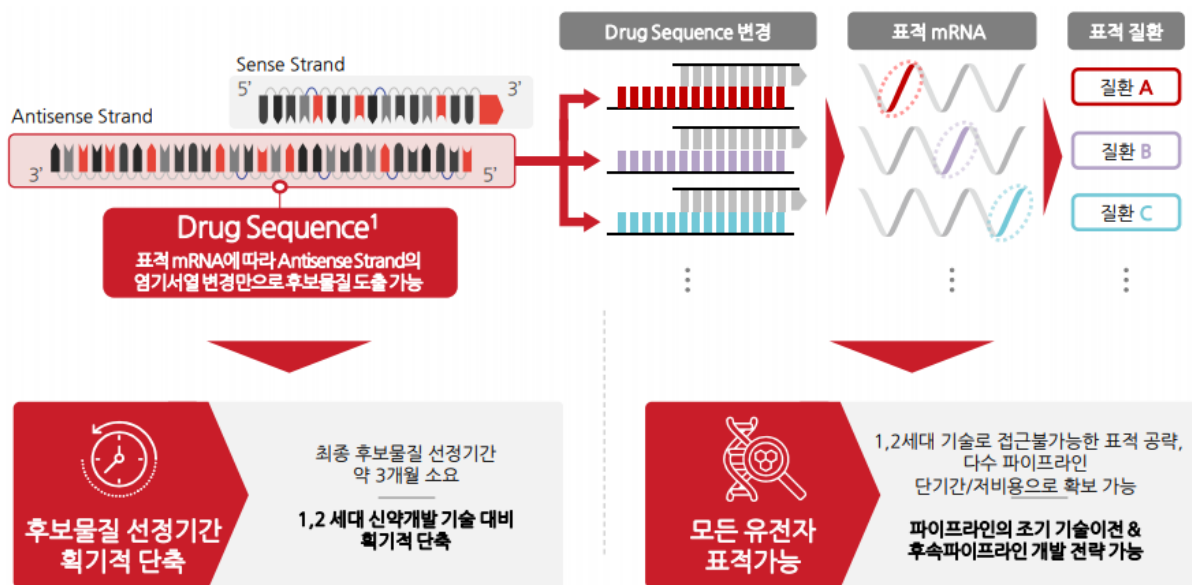 Drug Sequence 변경
표적 mRNA
표적 질환
Sense Strand
5’
3’
Antisense Strand
3’
5’
질환 A
질환 B
질환 C
Drug Sequence1
표적 mRNA에 따라 Antisense Strand의
염기서열 변경만으로 후보물질 도출 가능
후보물질 선정기간
획기적 단축
최종 후보물질 선정기간
약 3개월 소요
1,2 세대 신약개발 기술 대비
획기적 단축
모든 유전자
표적가능
1,2세대 기술로 접근불가능한 표적 공략,
다수 파이프라인
단기간/저비용으로 확보 가능
파이프라인의 조기 기술이전 &
후속파이프라인 개발 전략 가능